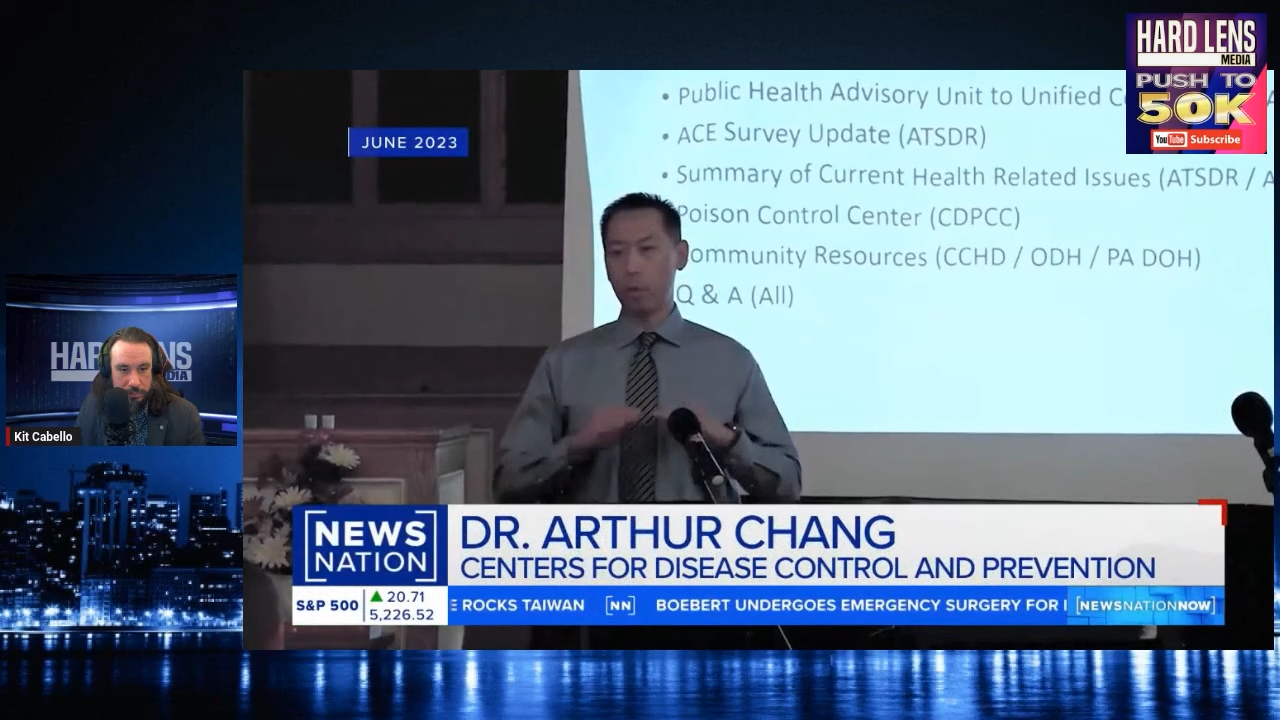 HARD LENS
MEDIA
PUSH TO
50K
YouTube Subscribe
• Public Health Advisory Unit to Unified
JUNE 2023
• ACE Survey Update (ATSDR)
• Summary of Current Health Related Issues (ATSDR /
Poison Control Center (CDPCC)
ommunity Resources (CCHD / ODH / PA DOH)
Q & A (All)
HARD LENS
Kit Cabello
[NEWS
NATION]
DR. ARTHUR CHANG
CENTERS FOR DISEASE CONTROL AND PREVENTION
S&P 500 ▲ 20.71
5,226.52
E ROCKS TAIWAN [NN] BOEBERT UNDERGOES EMERGENCY SURGERY FOR [NEWSNATIONNOW]